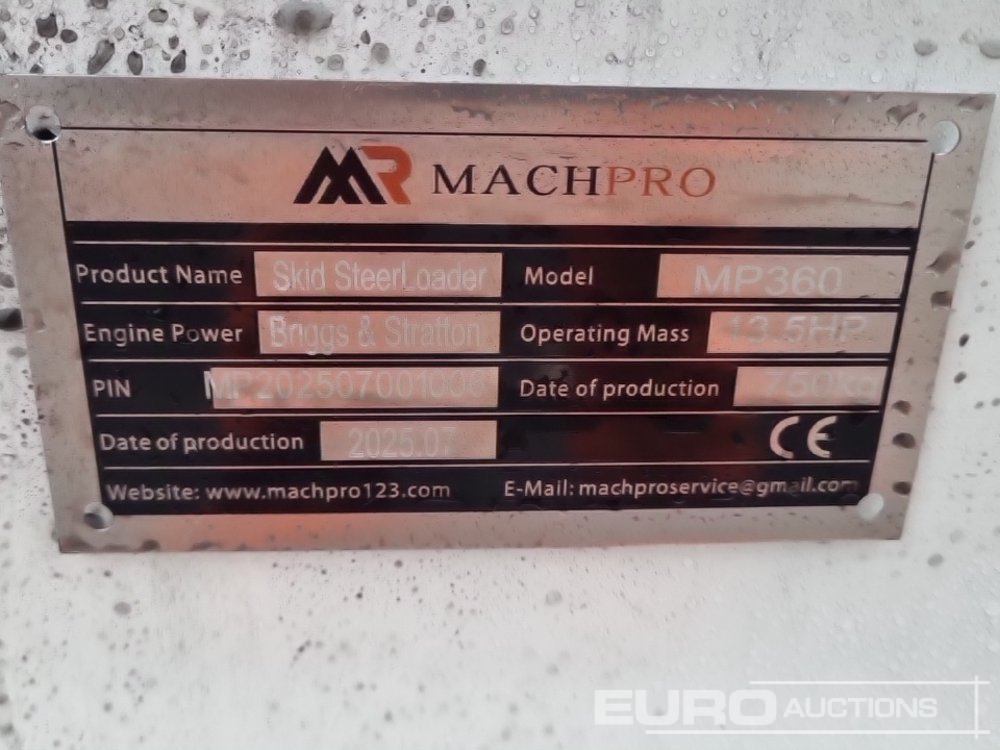 MR MACHPRO
Product Name Skid SteerLoader Model MP360
Engine Power Briggs & Stratton Operating Mass 13.5HP
PIN MP202507001006 Date of production 750kg
Date of production 2025.07 CE
Website: www.machpro123.com E-Mail: machproservice@gmail.com
EURO AUCTIONS